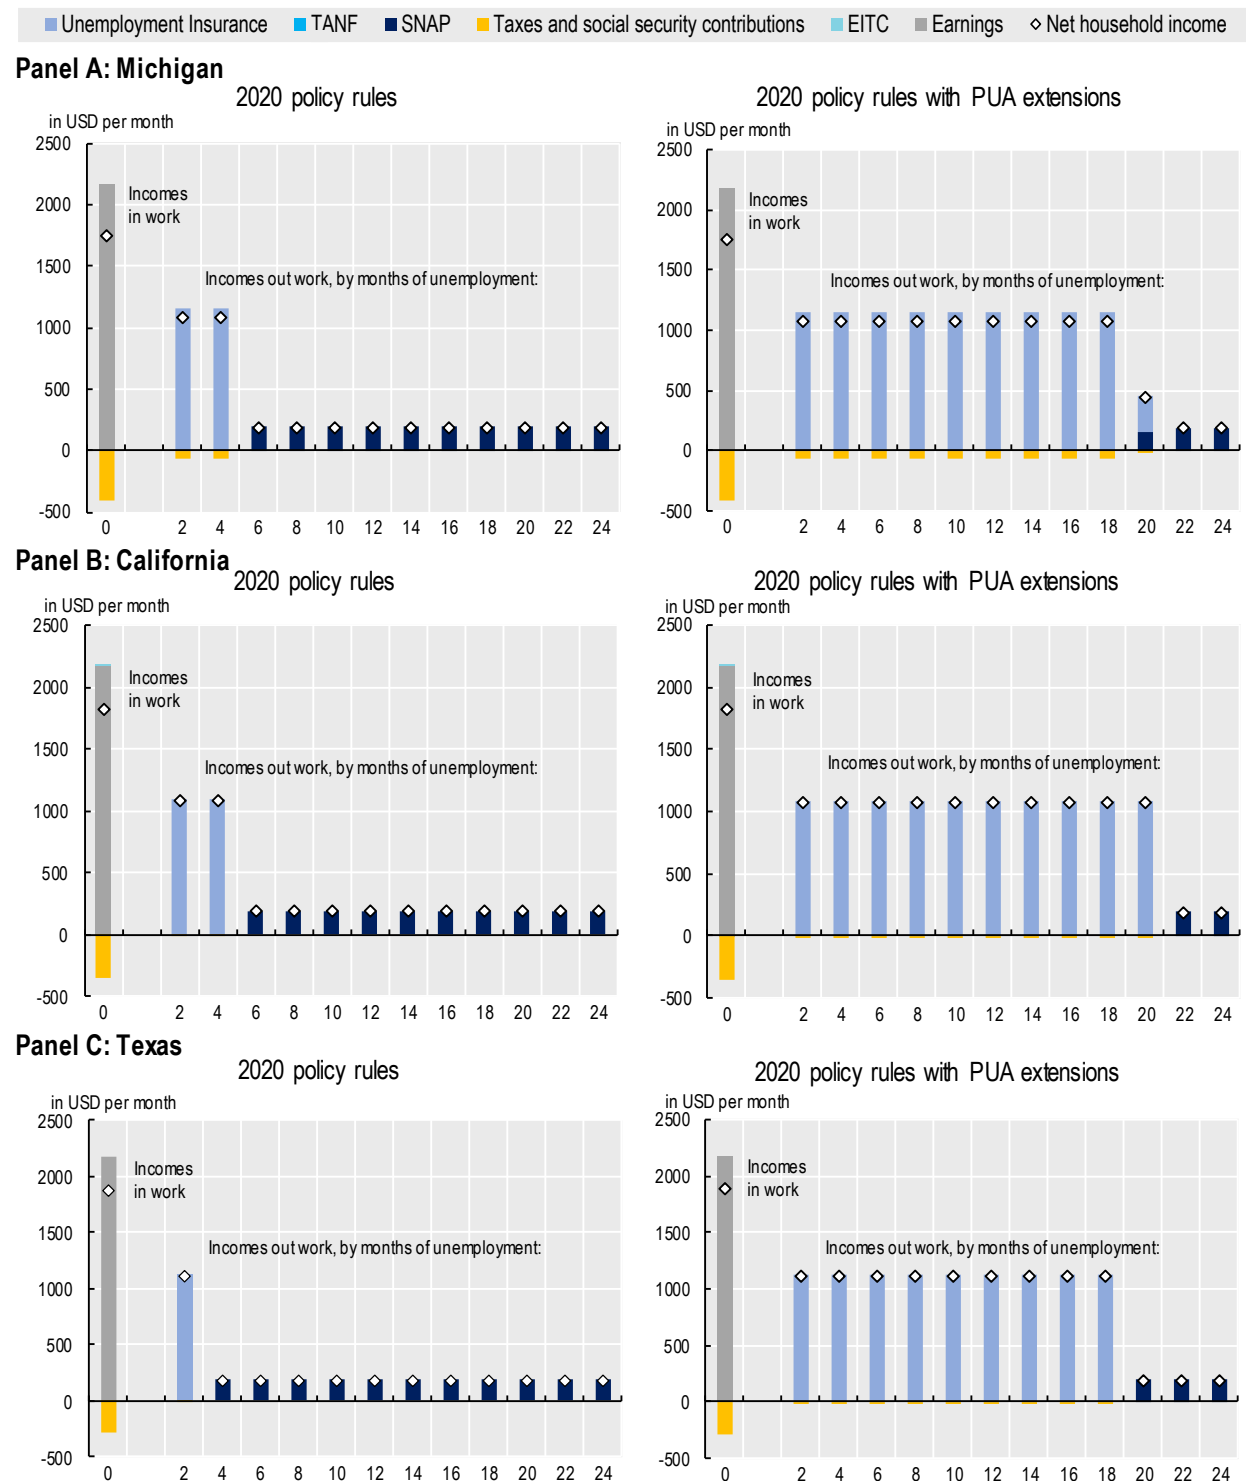 Unemployment Insurance TANF SNAP Taxes and social security contributions EITC Earnings Net household income
Panel A: Michigan
2020 policy rules
in USD per month
2500
2000
1500
1000
500
0
-500
Incomes
in work
Incomes out work, by months of unemployment:
0 2 4 6 8 10 12 14 16 18 20 22 24
2020 policy rules with PUA extensions
in USD per month
2500
2000
1500
1000
500
0
-500
Incomes
in work
Incomes out work, by months of unemployment:
0 2 4 6 8 10 12 14 16 18 20 22 24
Panel B: California
2020 policy rules
in USD per month
2500
2000
1500
1000
500
0
-500
Incomes
in work
Incomes out work, by months of unemployment:
0 2 4 6 8 10 12 14 16 18 20 22 24
2020 policy rules with PUA extensions
in USD per month
2500
2000
1500
1000
500
0
-500
Incomes
in work
Incomes out work, by months of unemployment:
0 2 4 6 8 10 12 14 16 18 20 22 24
Panel C: Texas
2020 policy rules
in USD per month
2500
2000
1500
1000
500
0
-500
Incomes
in work
Incomes out work, by months of unemployment:
0 2 4 6 8 10 12 14 16 18 20 22 24
2020 policy rules with PUA extensions
in USD per month
2500
2000
1500
1000
500
0
-500
Incomes
in work
Incomes out work, by months of unemployment:
0 2 4 6 8 10 12 14 16 18 20 22 24